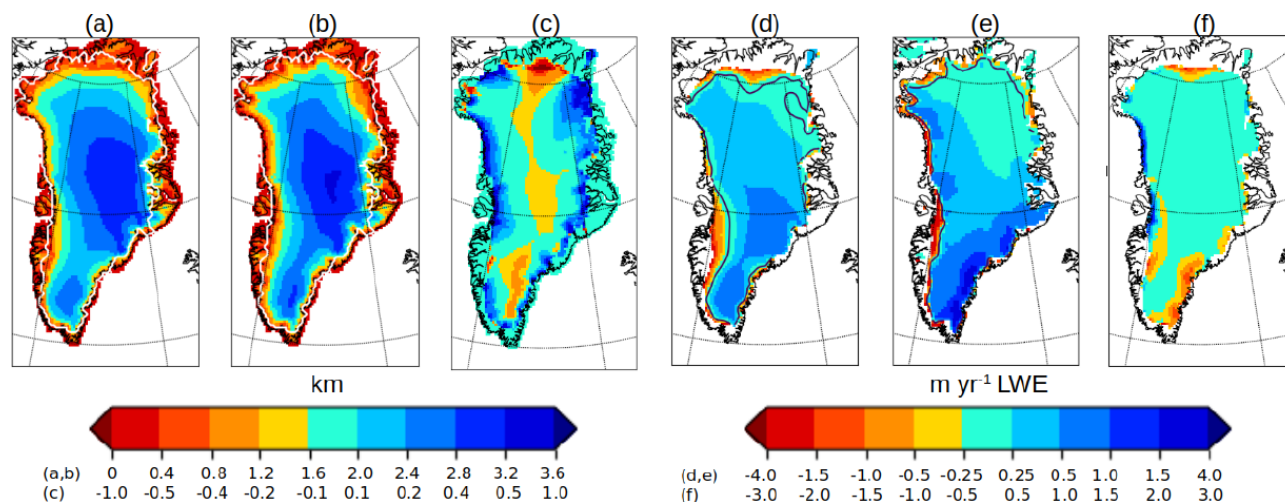 (a) (b) (c) (d) (e) (f)
km m yr-1 LWE
(a,b) 0 0.4 0.8 1.2 1.6 2.0 2.4 2.8 3.2 3.6
(c) -1.0 -0.5 -0.4 -0.2 -0.1 0.1 0.2 0.4 0.5 1.0
(d,e) -4.0 -1.5 -1.0 -0.5 -0.25 0.25 0.5 1.0 1.5 4.0
(f) -3.0 -2.0 -1.5 -1.0 -0.5 0.5 1.0 1.5 2.0 3.0